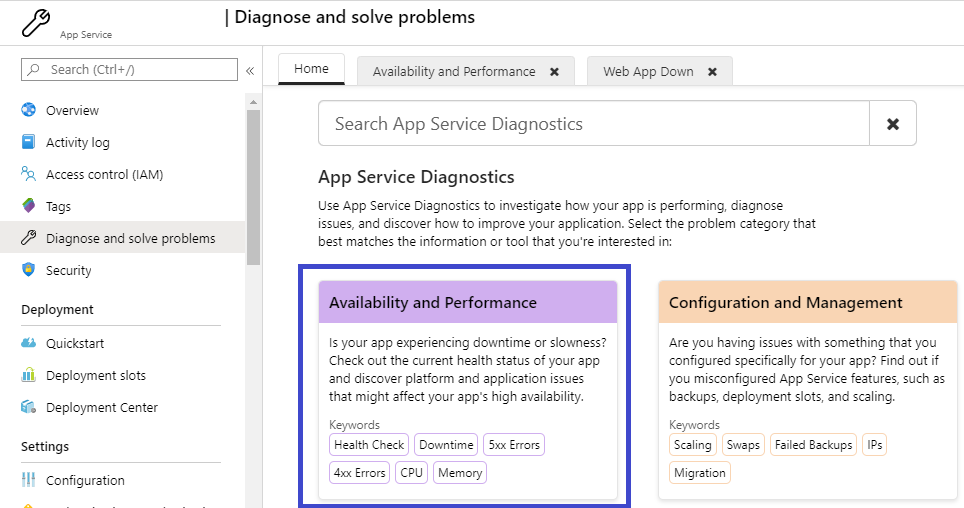 | Diagnose and solve problems
App Service
Search (Ctrl+/)
«
Overview
Activity log
Access control (IAM)
Tags
Diagnose and solve problems
Security
Deployment
Quickstart
Deployment slots
Deployment Center
Settings
Configuration
Home
Availability and Performance ✖
Web App Down ✖
Search App Service Diagnostics
✖
App Service Diagnostics
Use App Service Diagnostics to investigate how your app is performing, diagnose
issues, and discover how to improve your application. Select the problem category that
best matches the information or tool that you're interested in:
Availability and Performance
Is your app experiencing downtime or slowness?
Check out the current health status of your app
and discover platform and application issues
that might affect your app's high availability.
Keywords
Health Check Downtime 5xx Errors
4xx Errors CPU Memory
Configuration and Management
Are you having issues with something that you
configured specifically for your app? Find out if
you misconfigured App Service features, such as
backups, deployment slots, and scaling.
Keywords
Scaling Swaps Failed Backups IPs
Migration